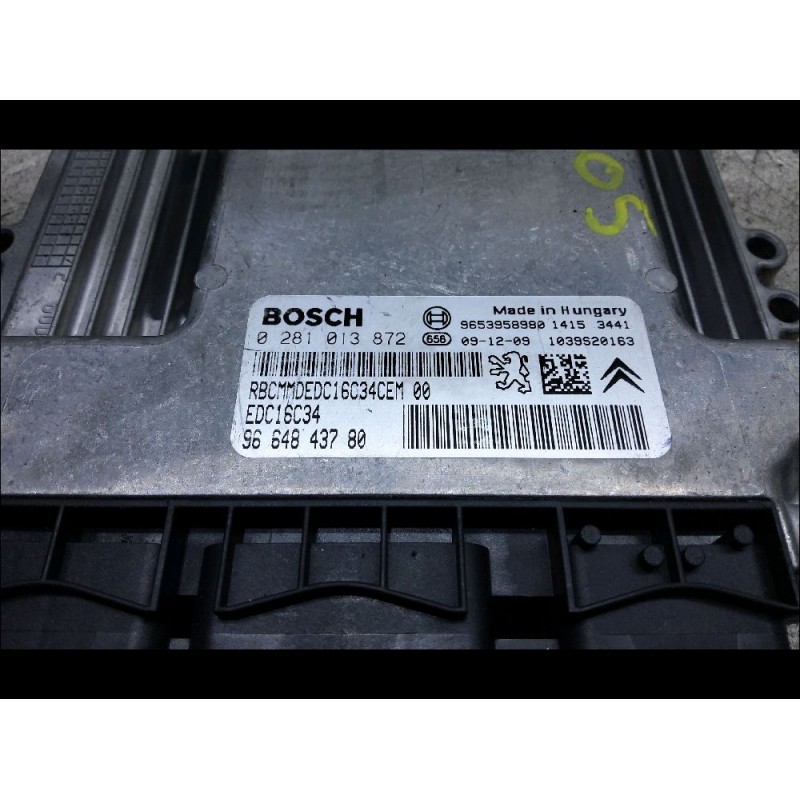 05
BOSCH
Made in Hungary
9653958980 1415 3441
0 281 013 872
656 09-12-09 1039S20163
RBCMMDEDC16C34CEM 00
EDC16C34
96 648 437 80